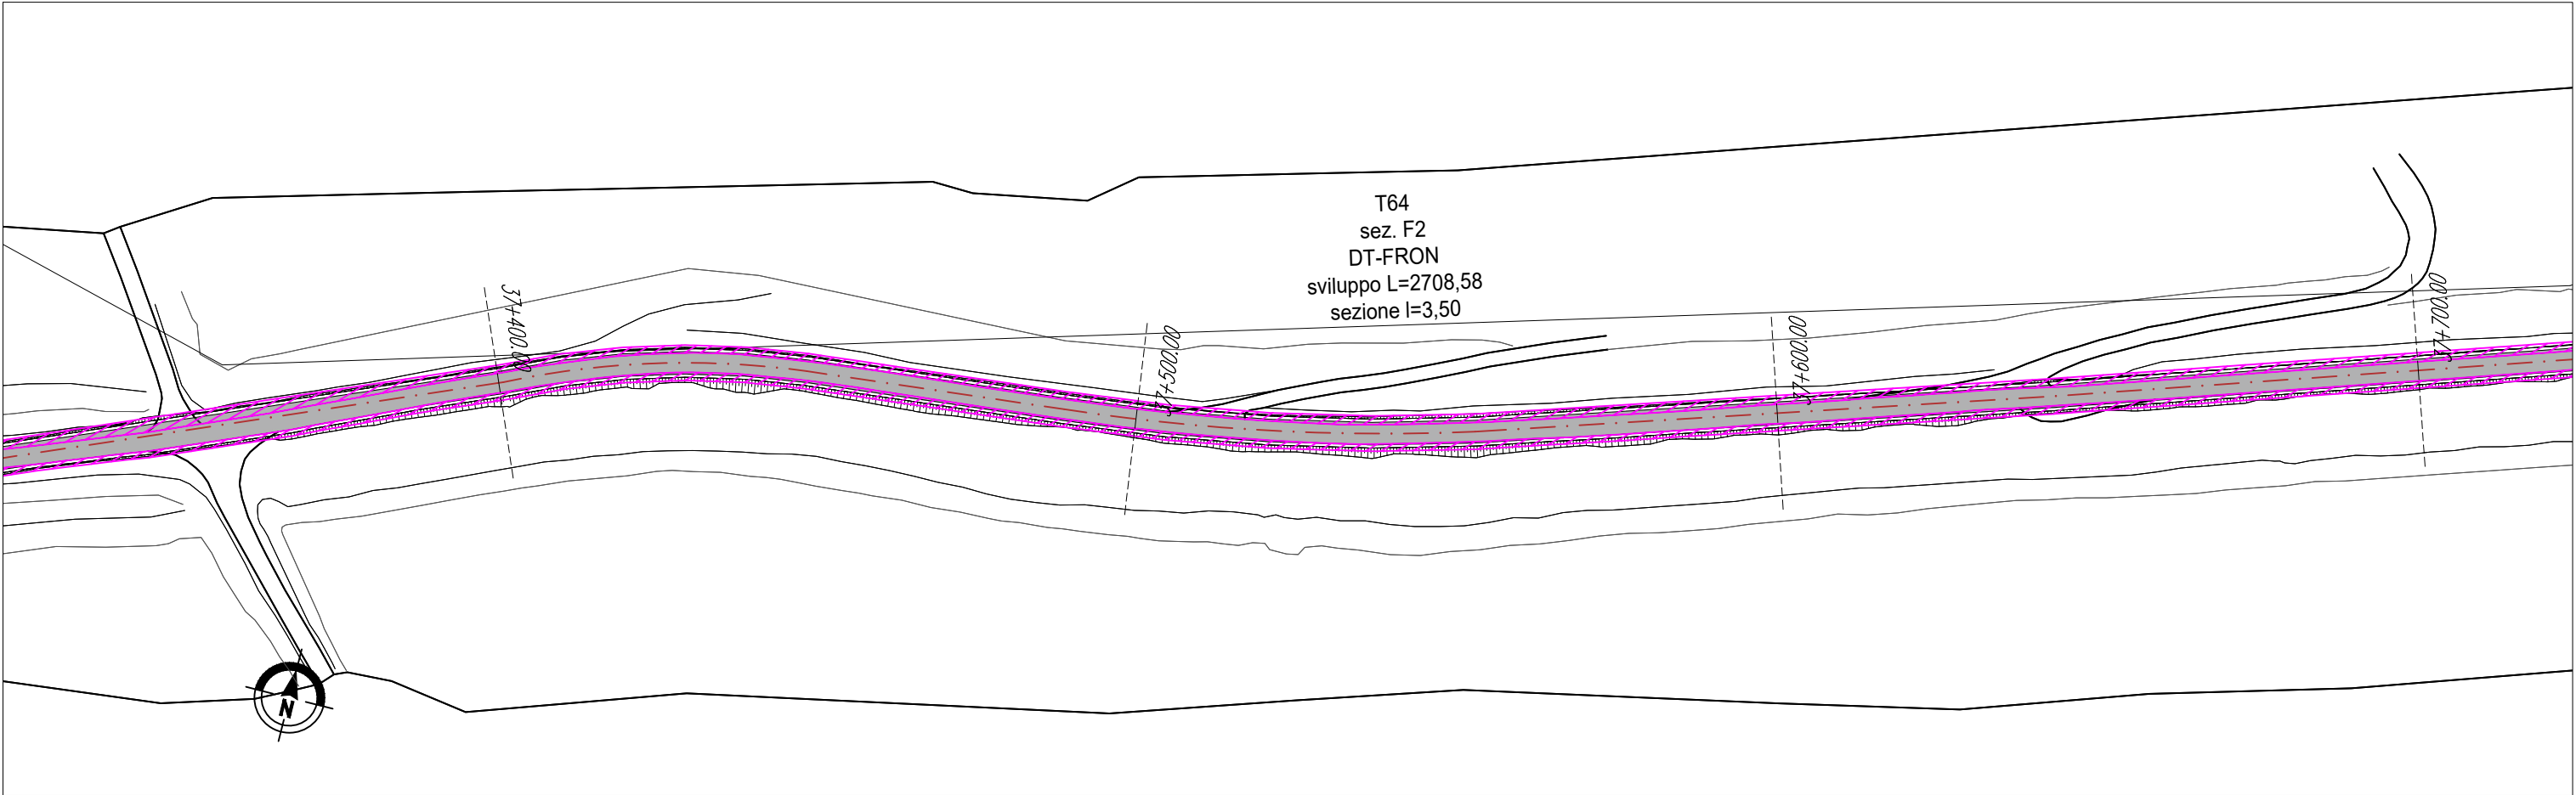 T64
sez. F2
DT-FRON
sviluppo L=2708,58
sezione l=3,50
37+400.00
37+500.00
37+600.00
37+700.00
N